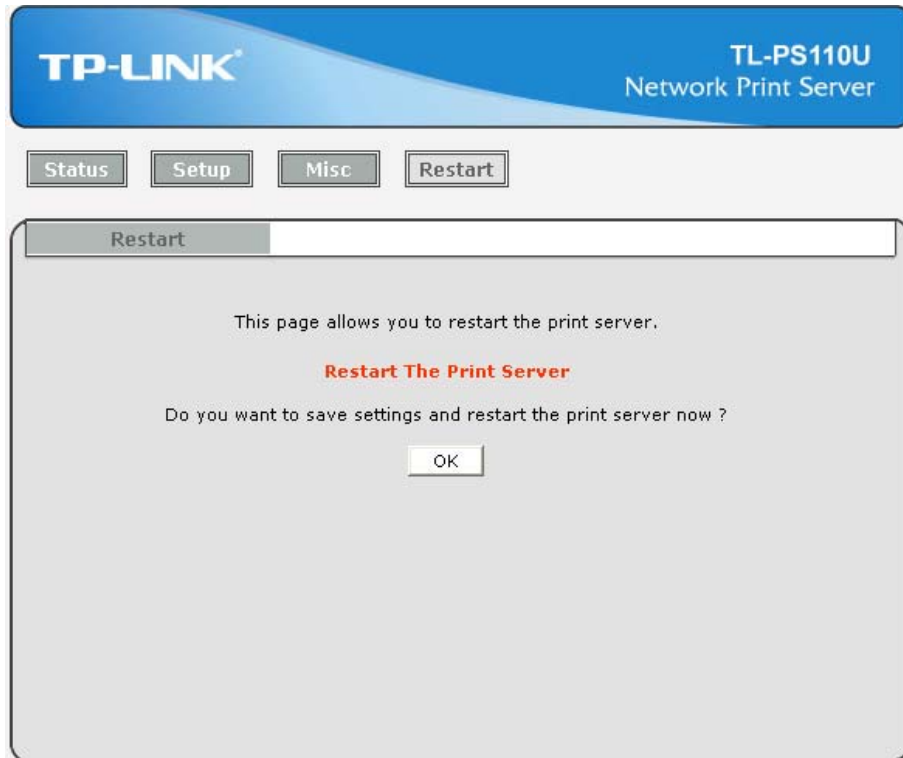 TP-LINK®
TL-PS110U
Network Print Server
Status Setup Misc Restart
Restart
This page allows you to restart the print server.
Restart The Print Server
Do you want to save settings and restart the print server now ?
OK